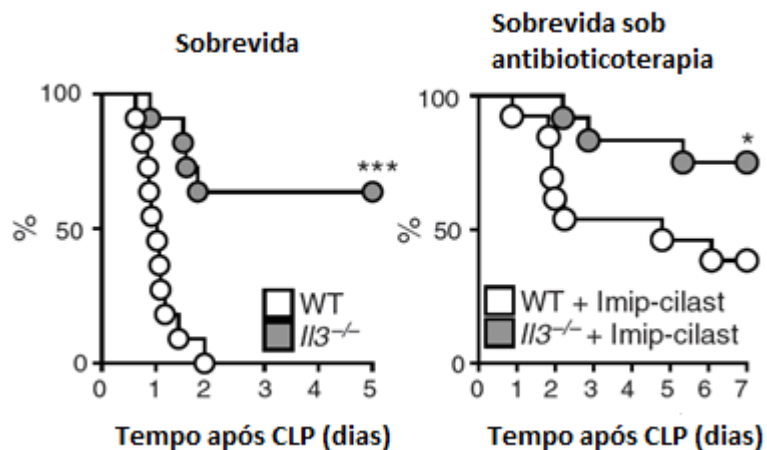 Sobrevida
100
50
0
%
***
WT
Il3−/−
0 1 2 3 4 5
Tempo após CLP (dias)
Sobrevida sob
antibioticoterapia
100
50
0
%
*
WT + Imip-cilast
Il3−/− + Imip-cilast
0 1 2 3 4 5 6 7
Tempo após CLP (dias)